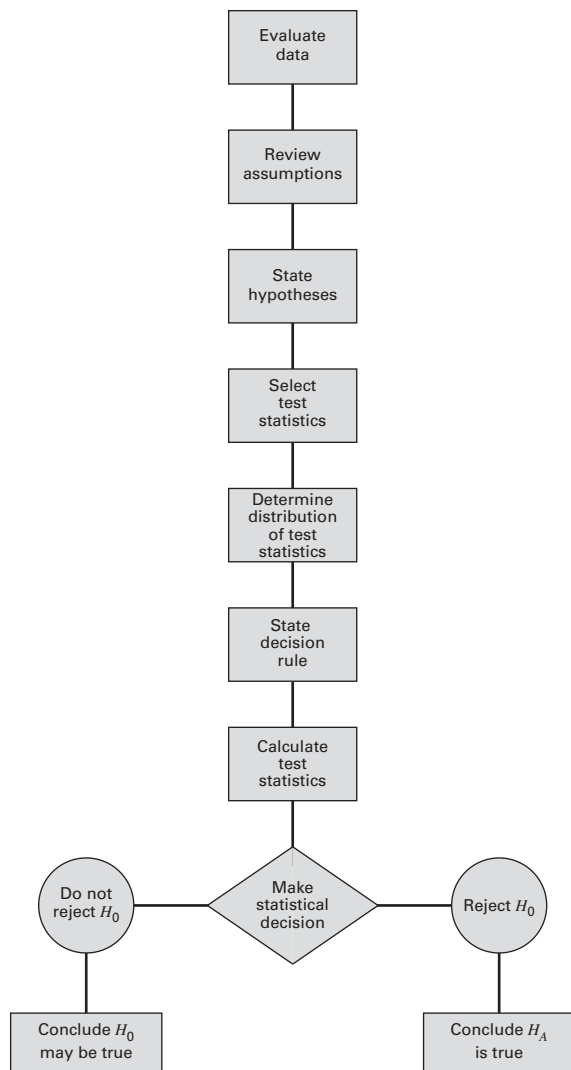 Evaluate
data
Review
assumptions
State
hypotheses
Select
test
statistics
Determine
distribution
of test
statistics
State
decision
rule
Calculate
test
statistics
Do not
reject H₀
Make
statistical
decision
Reject H₀
Conclude H₀
may be true
Conclude H_A
is true